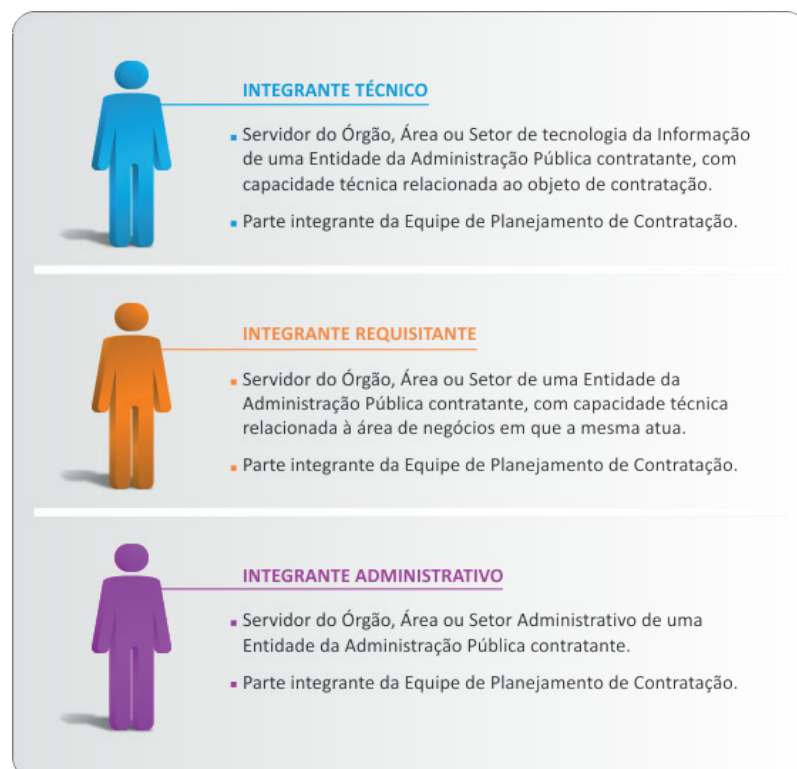 INTEGRANTE TÉCNICO
▪ Servidor do Órgão, Área ou Setor de tecnologia da Informação
de uma Entidade da Administração Pública contratante, com
capacidade técnica relacionada ao objeto de contratação.
▪ Parte integrante da Equipe de Planejamento de Contratação.
INTEGRANTE REQUISITANTE
▪ Servidor do Órgão, Área ou Setor de uma Entidade da
Administração Pública contratante, com capacidade técnica
relacionada à área de negócios em que a mesma atua.
▪ Parte integrante da Equipe de Planejamento de Contratação.
INTEGRANTE ADMINISTRATIVO
▪ Servidor do Órgão, Área ou Setor Administrativo de uma
Entidade da Administração Pública contratante.
▪ Parte integrante da Equipe de Planejamento de Contratação.